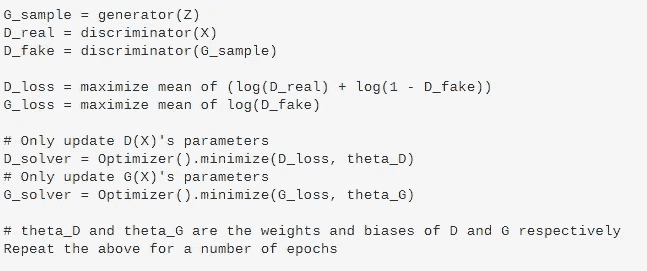 G_sample = generator(Z)
D_real = discriminator(X)
D_fake = discriminator(G_sample)
D_loss = maximize mean of (log(D_real) + log(1 - D_fake))
G_loss = maximize mean of log(D_fake)
# Only update D(X)'s parameters
D_solver = Optimizer().minimize(D_loss, theta_D)
# Only update G(X)'s parameters
G_solver = Optimizer().minimize(G_loss, theta_G)
# theta_D and theta_G are the weights and biases of D and G respectively
Repeat the above for a number of epochs